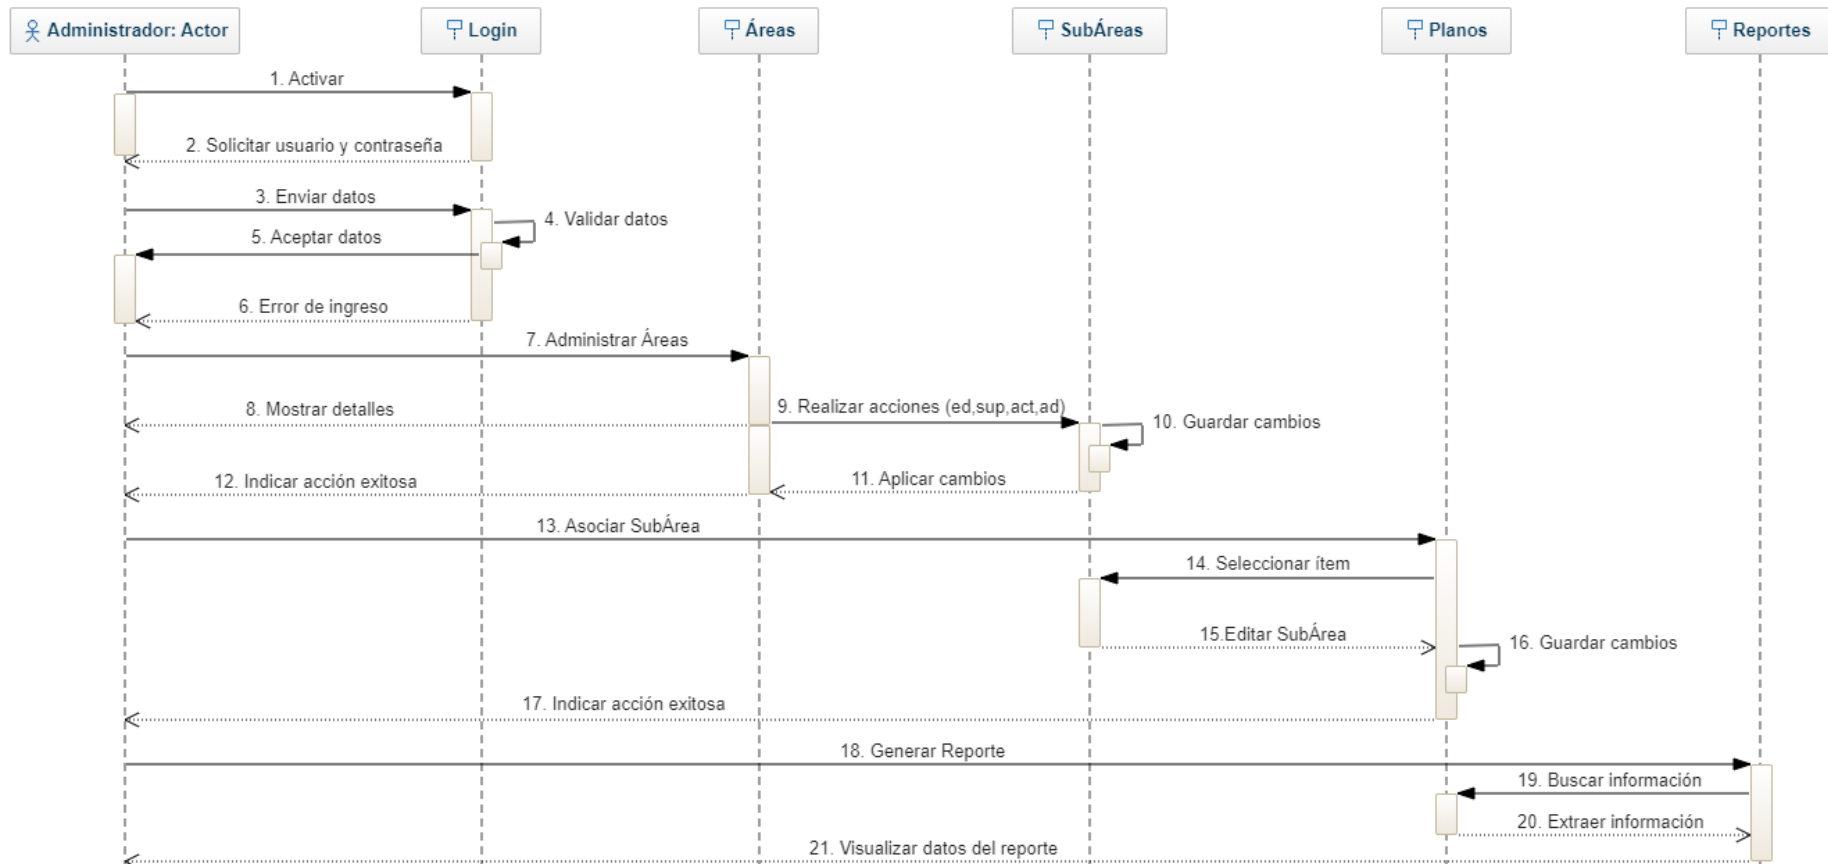 Administrador: Actor
Login
Áreas
SubÁreas
Planos
Reportes
1. Activar
2. Solicitar usuario y contraseña
3. Enviar datos
4. Validar datos
5. Aceptar datos
6. Error de ingreso
7. Administrar Áreas
8. Mostrar detalles
9. Realizar acciones (ed,sup,act,ad)
10. Guardar cambios
11. Aplicar cambios
12. Indicar acción exitosa
13. Asociar SubÁrea
14. Seleccionar ítem
15.Editar SubÁrea
16. Guardar cambios
17. Indicar acción exitosa
18. Generar Reporte
19. Buscar información
20. Extraer información
21. Visualizar datos del reporte